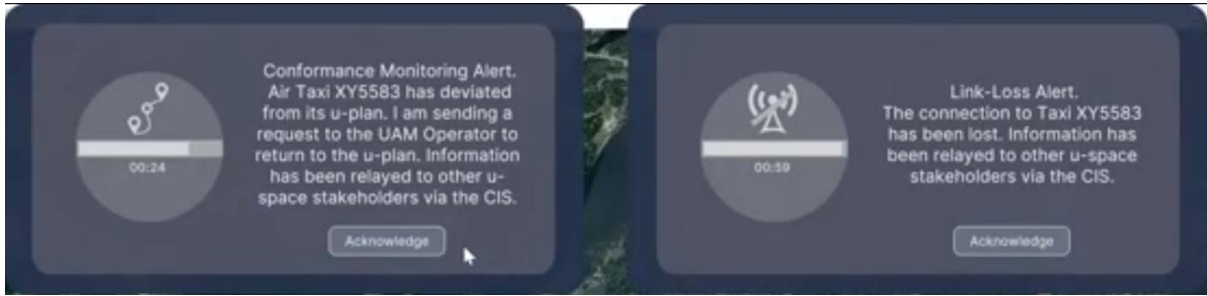 Conformance Monitoring Alert.
Air Taxi XY5583 has deviated
from its u-plan. I am sending a
request to the UAM Operator to
return to the u-plan. Information
has been relayed to other u-
space stakeholders via the CIS.
00:24
Acknowledge
Link-Loss Alert.
The connection to Taxi XY5583
has been lost. Information has
been relayed to other u-space
stakeholders via the CIS.
00:59
Acknowledge